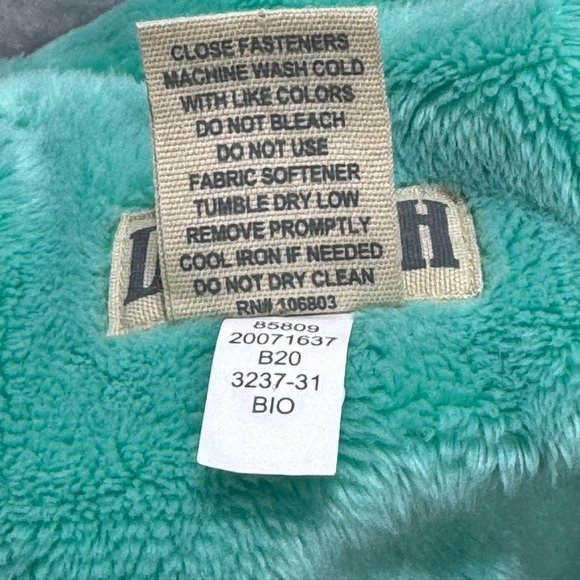 CLOSE FASTENERS
MACHINE WASH COLD
WITH LIKE COLORS
DO NOT BLEACH
DO NOT USE
FABRIC SOFTENER
TUMBLE DRY LOW
REMOVE PROMPTLY
COOL IRON IF NEEDED
DO NOT DRY CLEAN
RN# 106803
85809
20071637
B20
3237-31
BIO